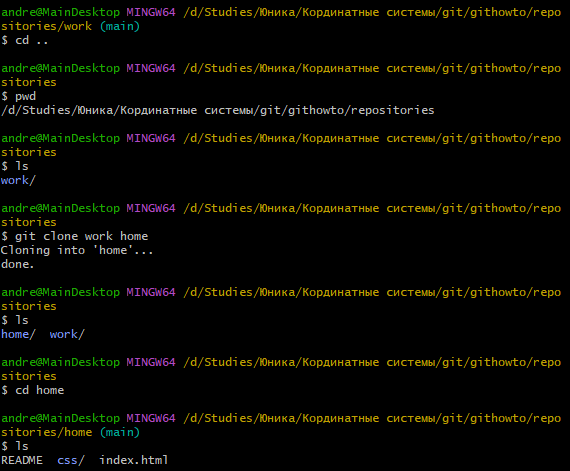 andre@MainDesktop MINGW64 /d/Studies/Юника/Кординатные системы/git/githowto/repo
sitories/work (main)
$ cd ..
andre@MainDesktop MINGW64 /d/Studies/Юника/Кординатные системы/git/githowto/repo
sitories
$ pwd
/d/Studies/Юника/Кординатные системы/git/githowto/repositories
andre@MainDesktop MINGW64 /d/Studies/Юника/Кординатные системы/git/githowto/repo
sitories
$ ls
work/
andre@MainDesktop MINGW64 /d/Studies/Юника/Кординатные системы/git/githowto/repo
sitories
$ git clone work home
Cloning into 'home'...
done.
andre@MainDesktop MINGW64 /d/Studies/Юника/Кординатные системы/git/githowto/repo
sitories
$ ls
home/  work/
andre@MainDesktop MINGW64 /d/Studies/Юника/Кординатные системы/git/githowto/repo
sitories
$ cd home
andre@MainDesktop MINGW64 /d/Studies/Юника/Кординатные системы/git/githowto/repo
sitories/home (main)
$ ls
README  css/  index.html